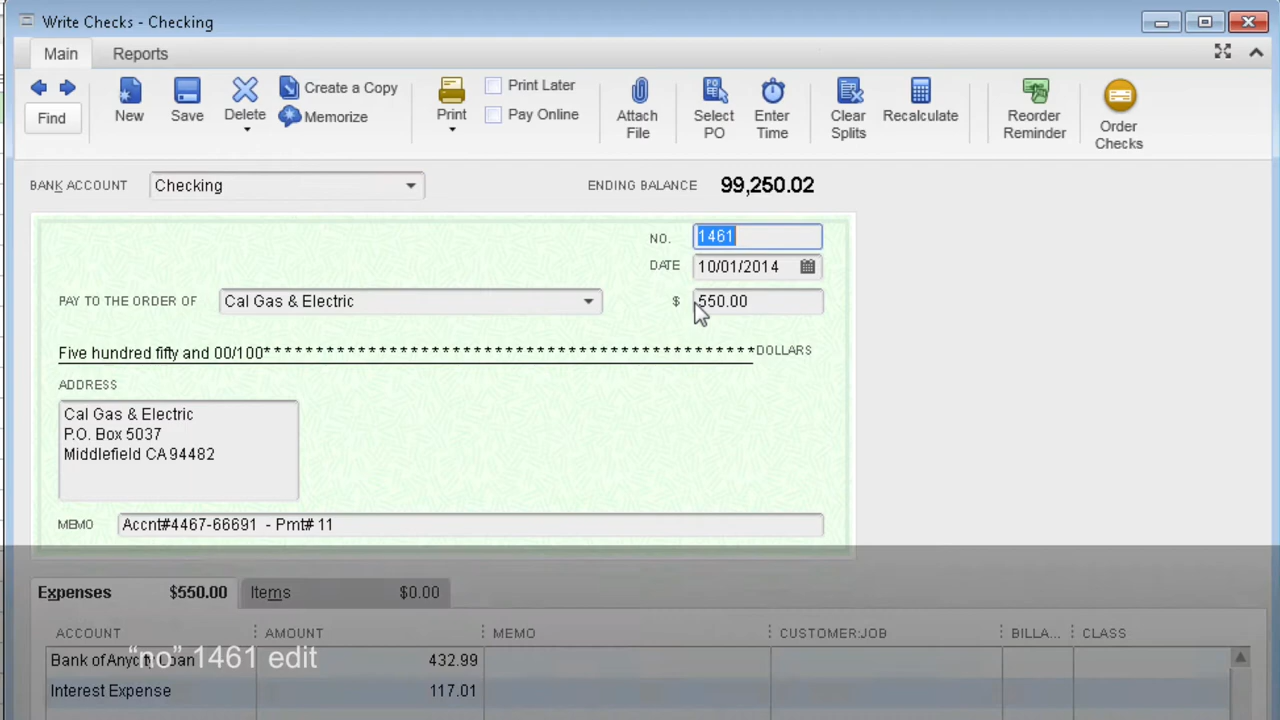 Write Checks - Checking
Main Reports
Find New Save Delete Create a Copy Memorize Print Print Later Pay Online Attach File Select PO Enter Time Clear Splits Recalculate Reorder Reminder Order Checks
BANK ACCOUNT Checking ENDING BALANCE 99,250.02
NO. 1461
DATE 10/01/2014
PAY TO THE ORDER OF Cal Gas & Electric $ 550.00
Five hundred fifty and 00/100* * * * * * * * * * * * * * * * * * * * * * * * * * * * * * * * * * * * * * * * * * * * * * DOLLARS
ADDRESS
Cal Gas & Electric
P.O. Box 5037
Middlefield CA 94482
MEMO Accnt#4467-66691 - Pmt# 11
Expenses $550.00 Items $0.00
ACCOUNT AMOUNT MEMO CUSTOMER:JOB BILLA... CLASS
Bank of Anycity Loan 432.99
"no" 1461 edit
Interest Expense 117.01